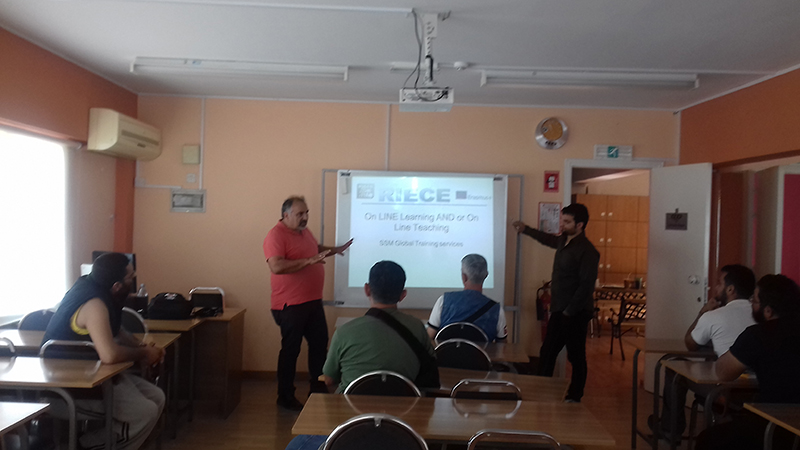 RIECE
On LINE Learning AND or On
Line Teaching
SSM Global Training services